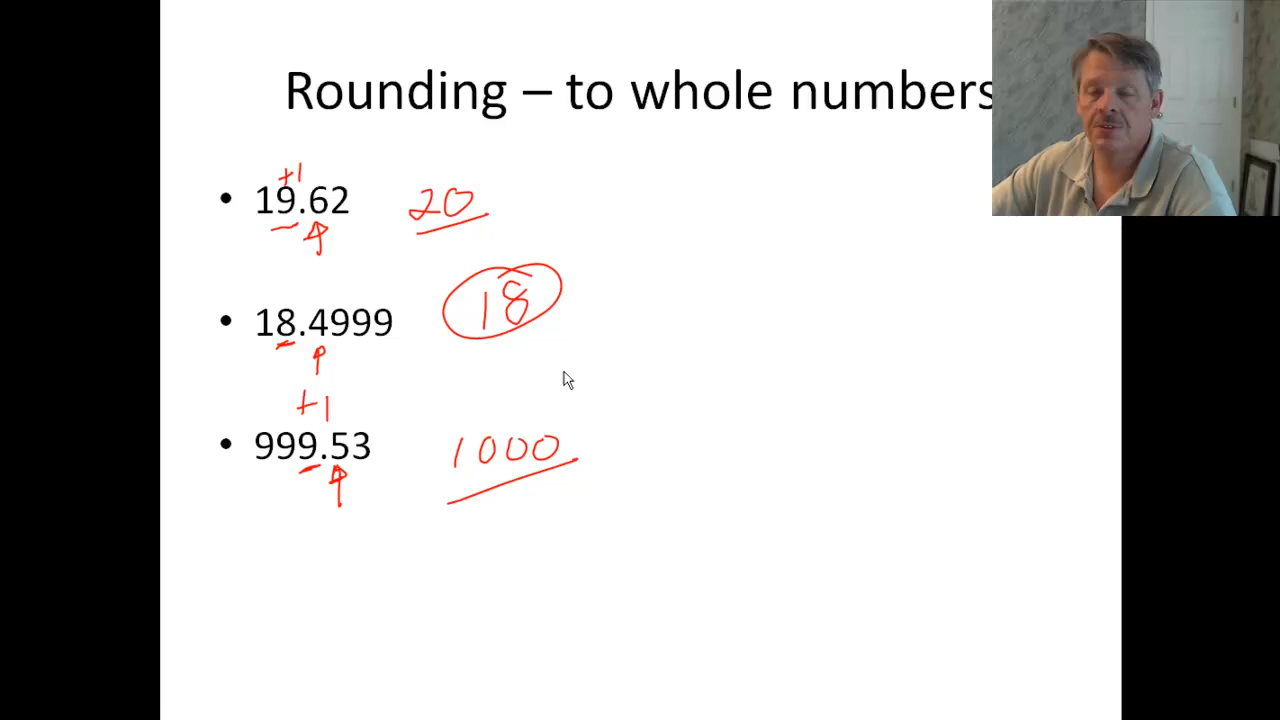 Rounding – to whole numbers
+1
• 19.62 20
• 18.4999 18
+1
• 999.53 1000